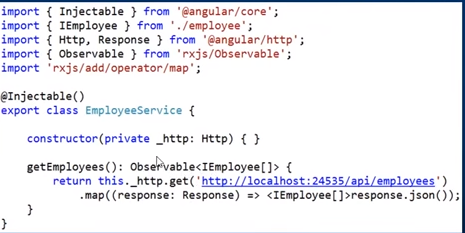 import { Injectable } from '@angular/core';
import { IEmployee } from './employee';
import { Http, Response } from '@angular/http';
import { Observable } from 'rxjs/Observable';
import 'rxjs/add/operator/map';
@Injectable()
export class EmployeeService {
constructor(private _http: Http) { }
getEmployees(): Observable<IEmployee[]> {
return this._http.get('http://localhost:24535/api/employees')
.map((response: Response) => <IEmployee[]>response.json());
}
}